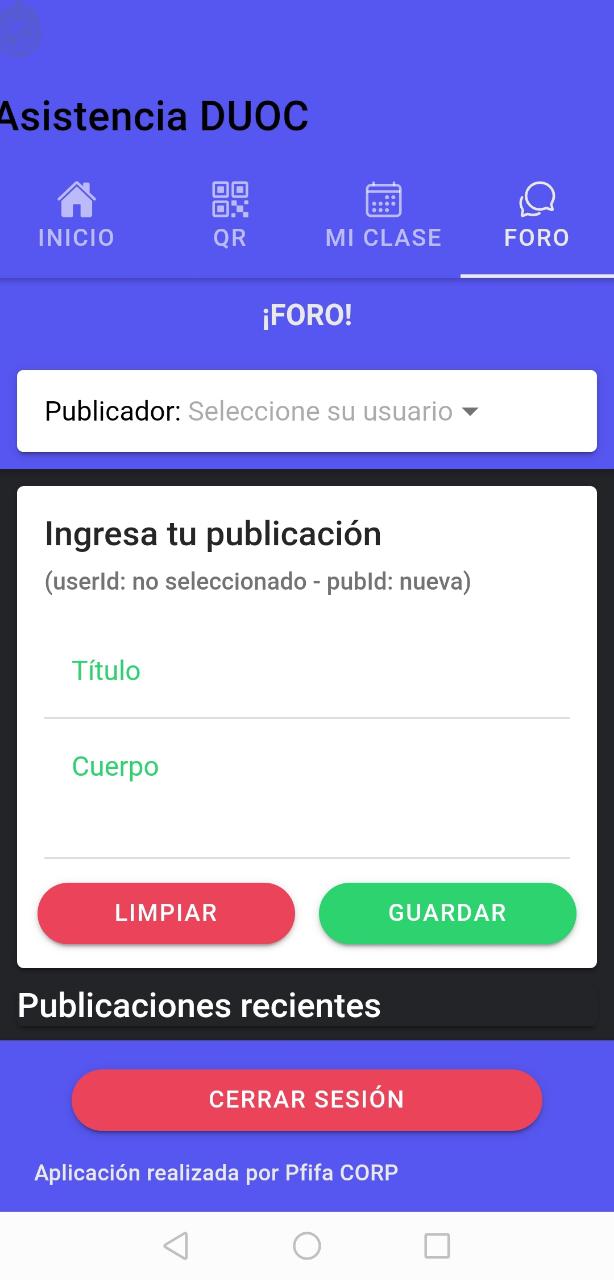 Asistencia DUOC
INICIO QR MI CLASE FORO
¡FORO!
Publicador: Seleccione su usuario
Ingresa tu publicación
(userId: no seleccionado - pubId: nueva)
Título
Cuerpo
LIMPIAR GUARDAR
Publicaciones recientes
CERRAR SESIÓN
Aplicación realizada por Pfifa CORP